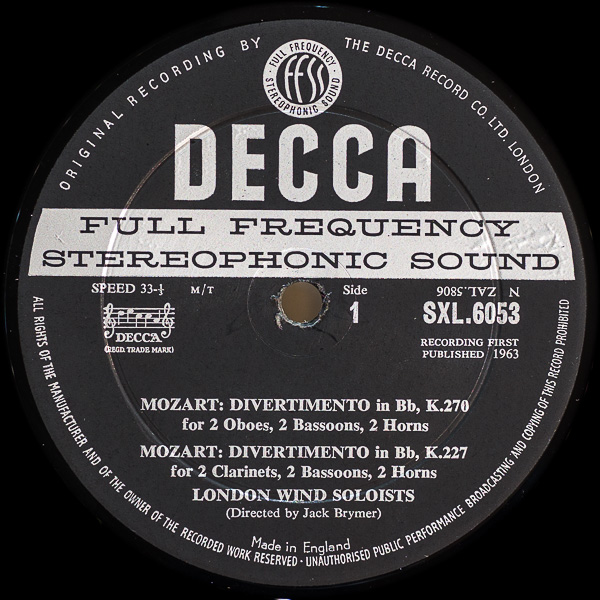 ORIGINAL RECORDING BY
THE DECCA RECORD CO. LTD. LONDON
FULL FREQUENCY
FFSS
STEREOPHONIC SOUND
DECCA
FULL FREQUENCY
STEREOPHONIC SOUND
SPEED 33-⅓ M/T
Side
1
N
ZAL.5806
SXL.6053
DECCA
(REGD. TRADE MARK)
RECORDING FIRST
PUBLISHED 1963
MOZART: DIVERTIMENTO in Bb, K.270
for 2 Oboes, 2 Bassoons, 2 Horns
MOZART: DIVERTIMENTO in Bb, K.227
for 2 Clarinets, 2 Bassoons, 2 Horns
LONDON WIND SOLOISTS
(Directed by Jack Brymer)
Made in England
ALL RIGHTS OF THE MANUFACTURER AND OF THE OWNER OF THE RECORDED WORK RESERVED · UNAUTHORISED PUBLIC PERFORMANCE BROADCASTING AND COPYING OF THIS RECORD PROHIBITED